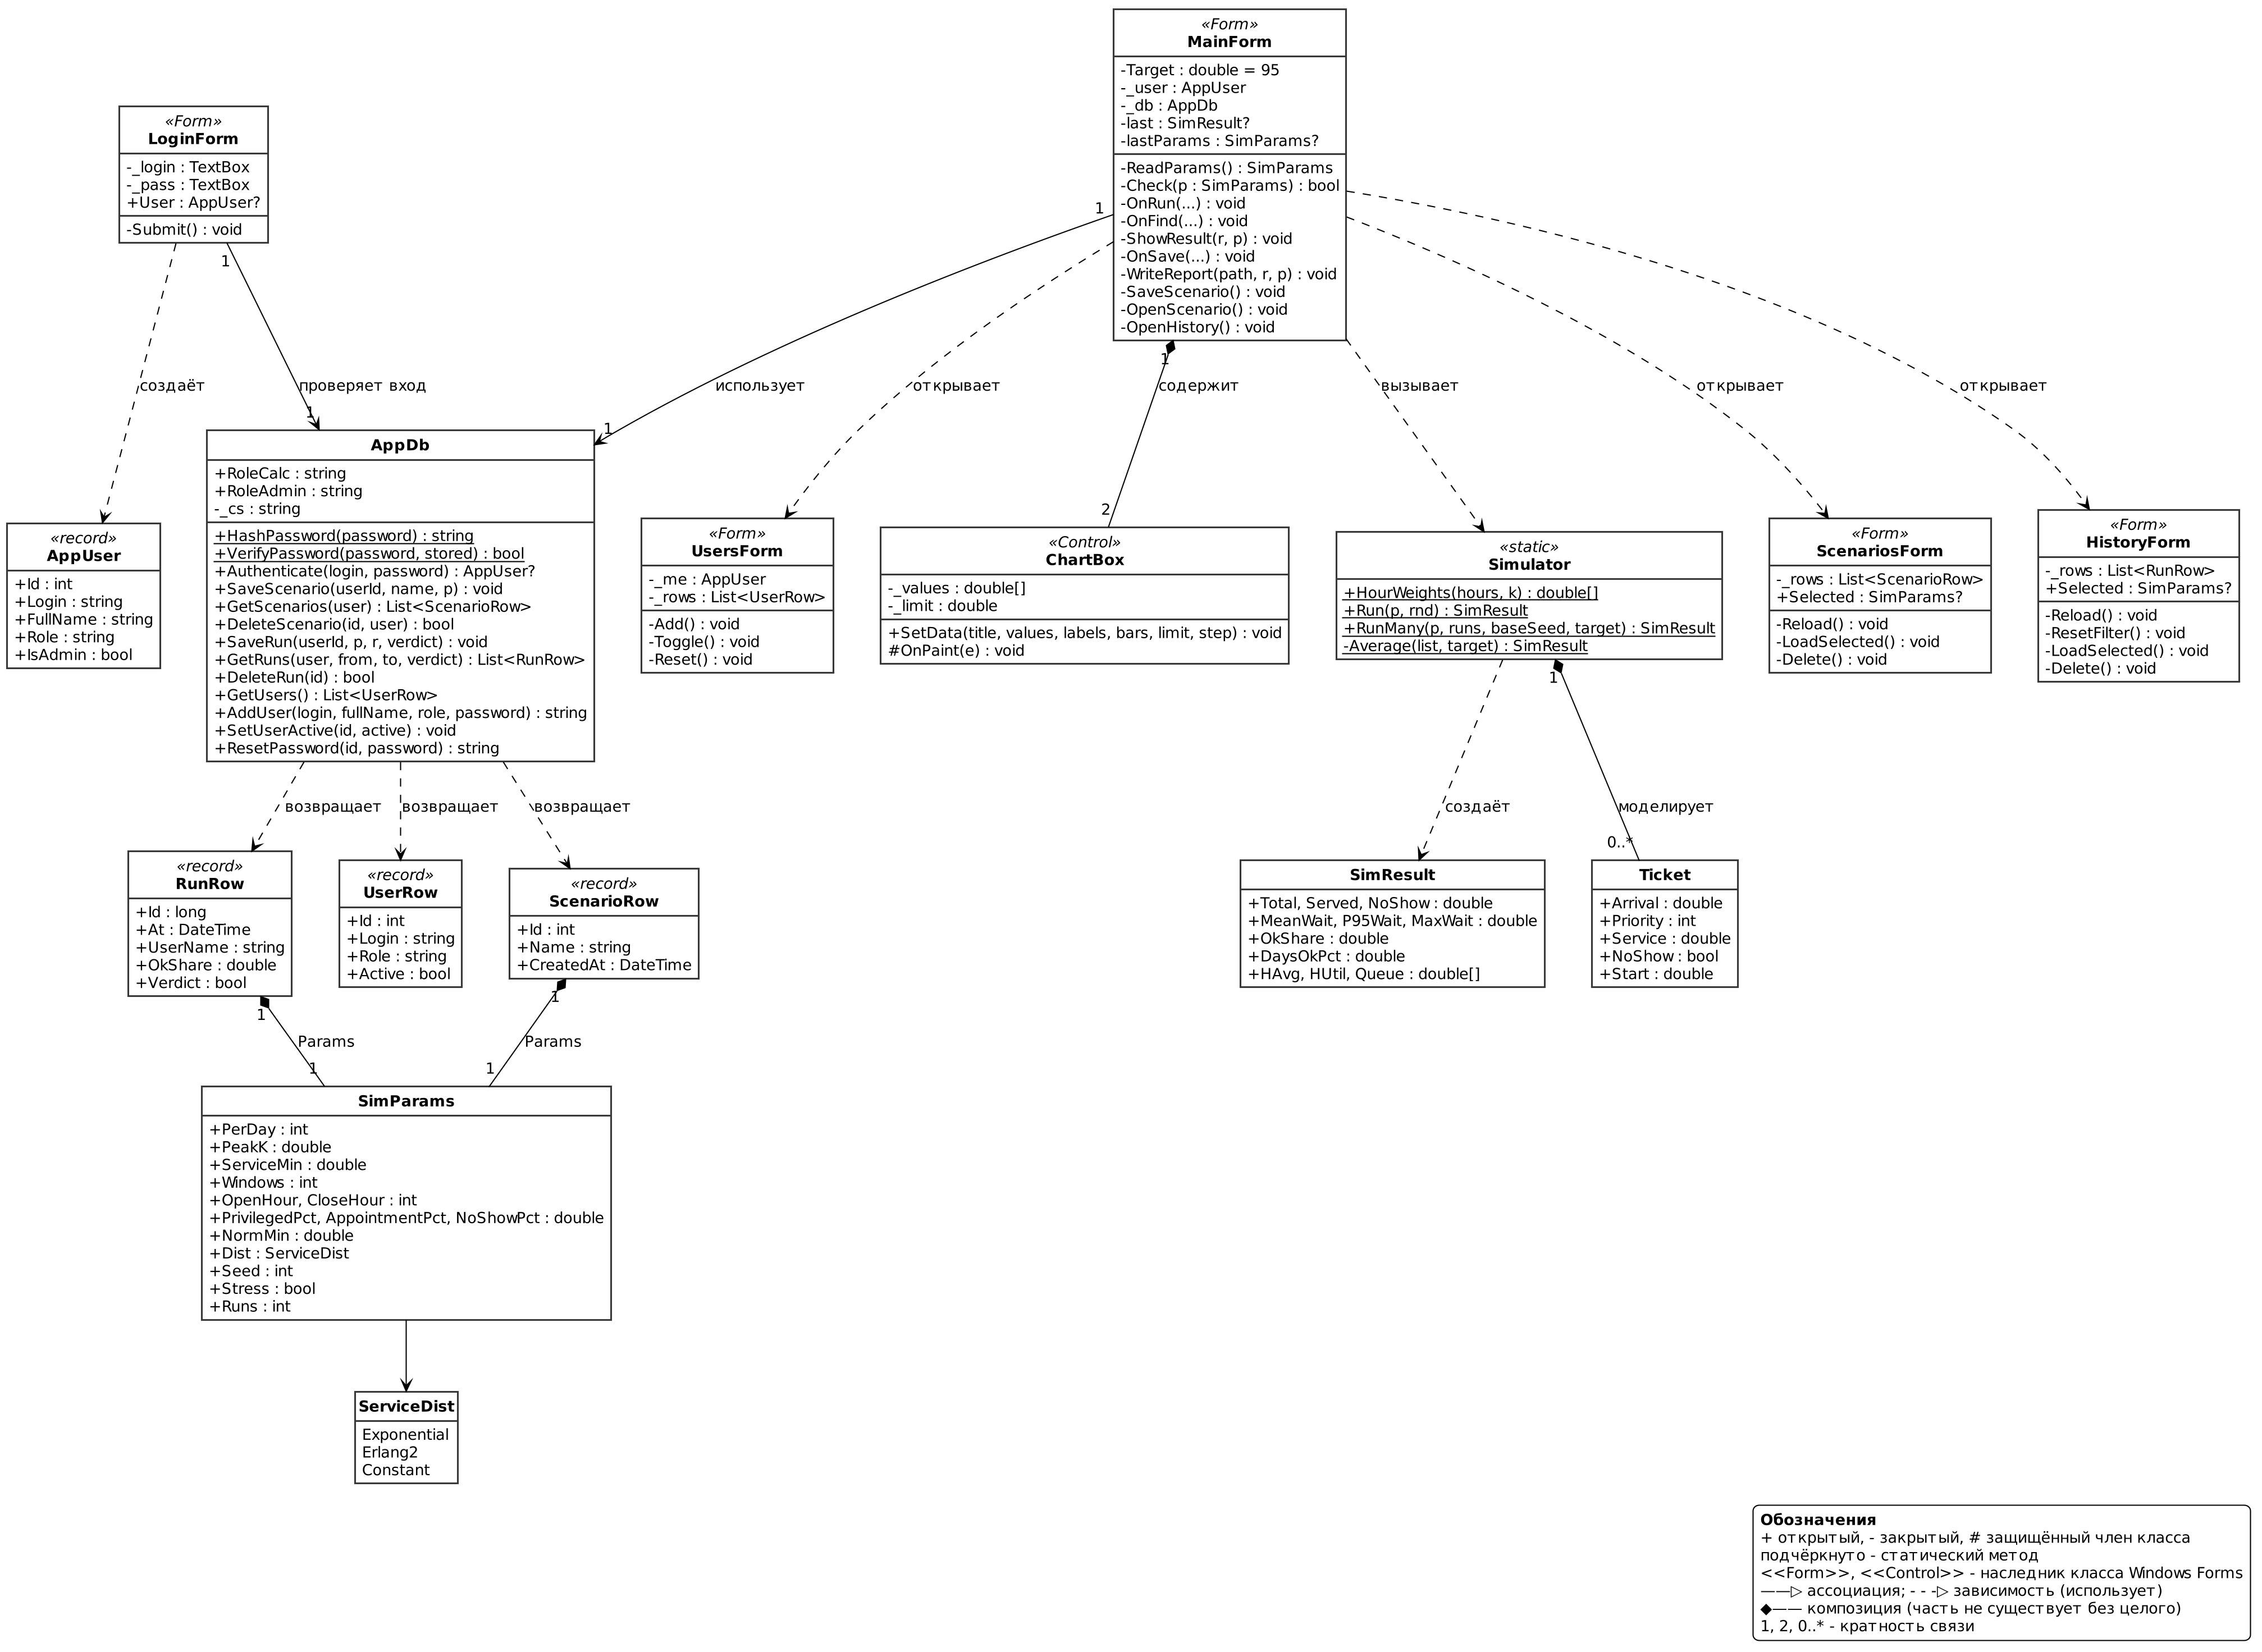 «Form»
MainForm
-Target : double = 95
-_user : AppUser
-_db : AppDb
-last : SimResult?
-lastParams : SimParams?
-ReadParams() : SimParams
-Check(p : SimParams) : bool
-OnRun(...) : void
-OnFind(...) : void
-ShowResult(r, p) : void
-OnSave(...) : void
-WriteReport(path, r, p) : void
-SaveScenario() : void
-OpenScenario() : void
-OpenHistory() : void
«Form»
LoginForm
-_login : TextBox
-_pass : TextBox
+User : AppUser?
-Submit() : void
1
1
1
создаёт
проверяет вход
использует
открывает
содержит
вызывает
открывает
открывает
1
1
2
«record»
AppUser
+Id : int
+Login : string
+FullName : string
+Role : string
+IsAdmin : bool
AppDb
+RoleCalc : string
+RoleAdmin : string
-_cs : string
+HashPassword(password) : string
+VerifyPassword(password, stored) : bool
+Authenticate(login, password) : AppUser?
+SaveScenario(userId, name, p) : void
+GetScenarios(user) : List<ScenarioRow>
+DeleteScenario(id, user) : bool
+SaveRun(userId, p, r, verdict) : void
+GetRuns(user, from, to, verdict) : List<RunRow>
+DeleteRun(id) : bool
+GetUsers() : List<UserRow>
+AddUser(login, fullName, role, password) : string
+SetUserActive(id, active) : void
+ResetPassword(id, password) : string
«Form»
UsersForm
-_me : AppUser
-_rows : List<UserRow>
-Add() : void
-Toggle() : void
-Reset() : void
«Control»
ChartBox
-_values : double[]
-_limit : double
+SetData(title, values, labels, bars, limit, step) : void
#OnPaint(e) : void
«static»
Simulator
+HourWeights(hours, k) : double[]
+Run(p, rnd) : SimResult
+RunMany(p, runs, baseSeed, target) : SimResult
-Average(list, target) : SimResult
«Form»
ScenariosForm
-_rows : List<ScenarioRow>
+Selected : SimParams?
-Reload() : void
-LoadSelected() : void
-Delete() : void
«Form»
HistoryForm
-_rows : List<RunRow>
+Selected : SimParams?
-Reload() : void
-ResetFilter() : void
-LoadSelected() : void
-Delete() : void
1
возвращает
возвращает
возвращает
создаёт
моделирует
0..*
«record»
RunRow
+Id : long
+At : DateTime
+UserName : string
+OkShare : double
+Verdict : bool
«record»
UserRow
+Id : int
+Login : string
+Role : string
+Active : bool
«record»
ScenarioRow
+Id : int
+Name : string
+CreatedAt : DateTime
SimResult
+Total, Served, NoShow : double
+MeanWait, P95Wait, MaxWait : double
+OkShare : double
+DaysOkPct : double
+HAvg, HUtil, Queue : double[]
Ticket
+Arrival : double
+Priority : int
+Service : double
+NoShow : bool
+Start : double
1
1
Params
Params
1
1
SimParams
+PerDay : int
+PeakK : double
+ServiceMin : double
+Windows : int
+OpenHour, CloseHour : int
+PrivilegedPct, AppointmentPct, NoShowPct : double
+NormMin : double
+Dist : ServiceDist
+Seed : int
+Stress : bool
+Runs : int
ServiceDist
Exponential
Erlang2
Constant
Обозначения
+ открытый, - закрытый, # защищённый член класса
подчёркнуто - статический метод
<<Form>>, <<Control>> - наследник класса Windows Forms
——▷ ассоциация; - - -▷ зависимость (использует)
◆—— композиция (часть не существует без целого)
1, 2, 0..* - кратность связи